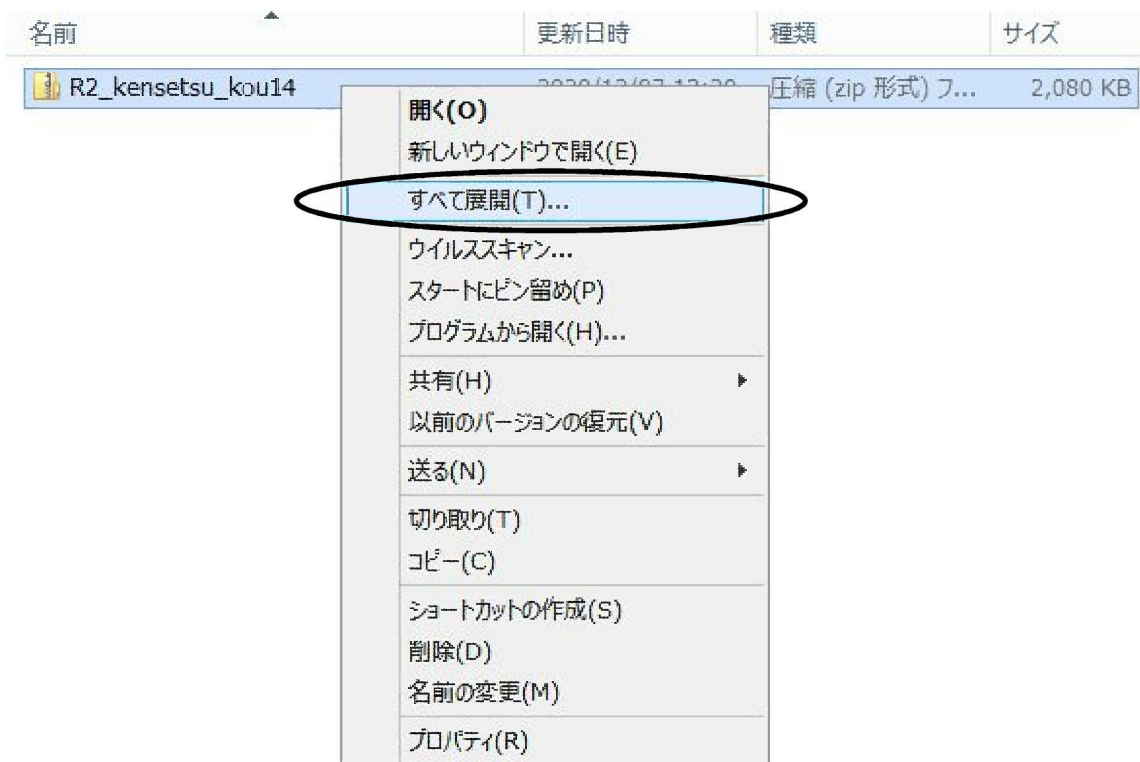 名前 更新日時 種類 サイズ
R2_kensetsu_kou14 圧縮 (zip 形式) フ... 2,080 KB
開く(O)
新しいウィンドウで開く(E)
すべて展開(T)...
ウイルススキャン...
スタートにピン留め(P)
プログラムから開く(H)...
共有(H)
以前のバージョンの復元(V)
送る(N)
切り取り(T)
コピー(C)
ショートカットの作成(S)
削除(D)
名前の変更(M)
プロパティ(R)